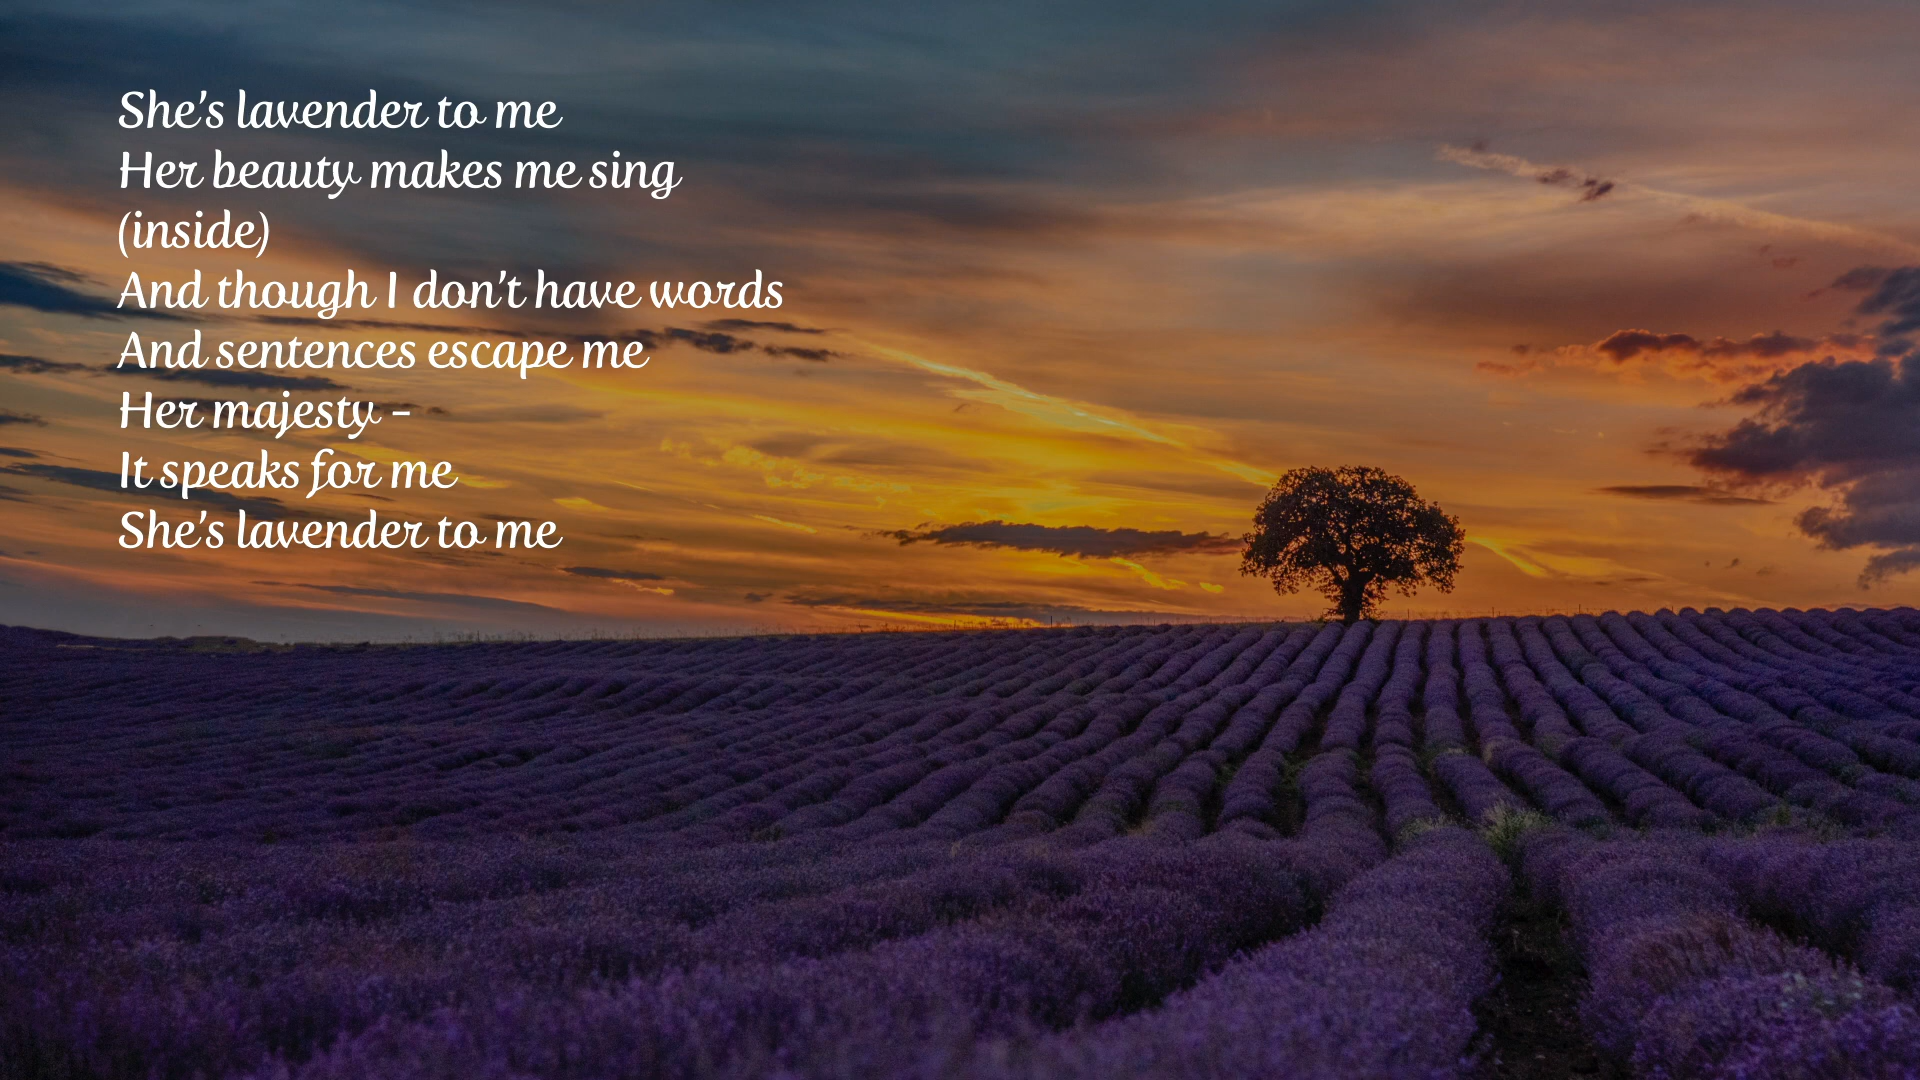 She's lavender to me
Her beauty makes me sing
(inside)
And though I don't have words
And sentences escape me
Her majesty –
It speaks for me
She's lavender to me